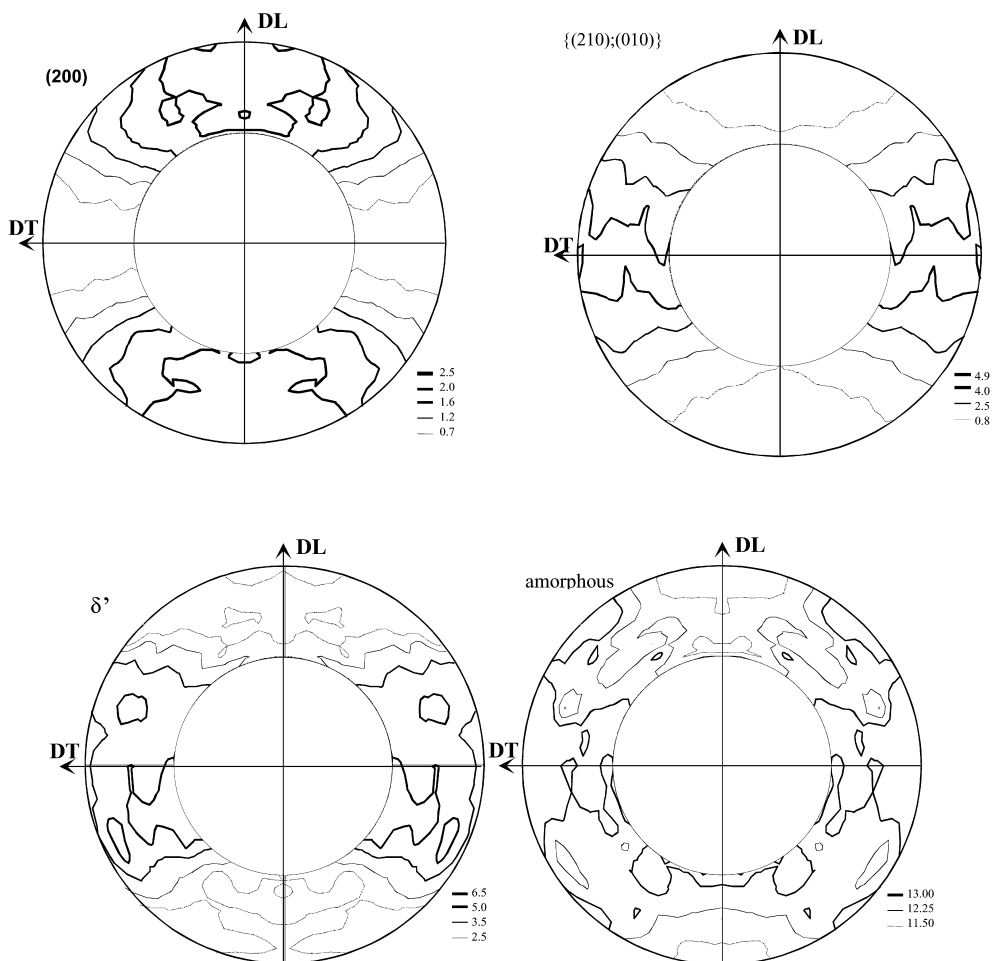 DL
(200)
DT
2.5
2.0
1.6
1.2
0.7
{(210);(010)}
DL
DT
4.9
4.0
2.5
0.8
DL
δ’
DT
6.5
5.0
3.5
2.5
DL
amorphous
DT
13.00
12.25
11.50